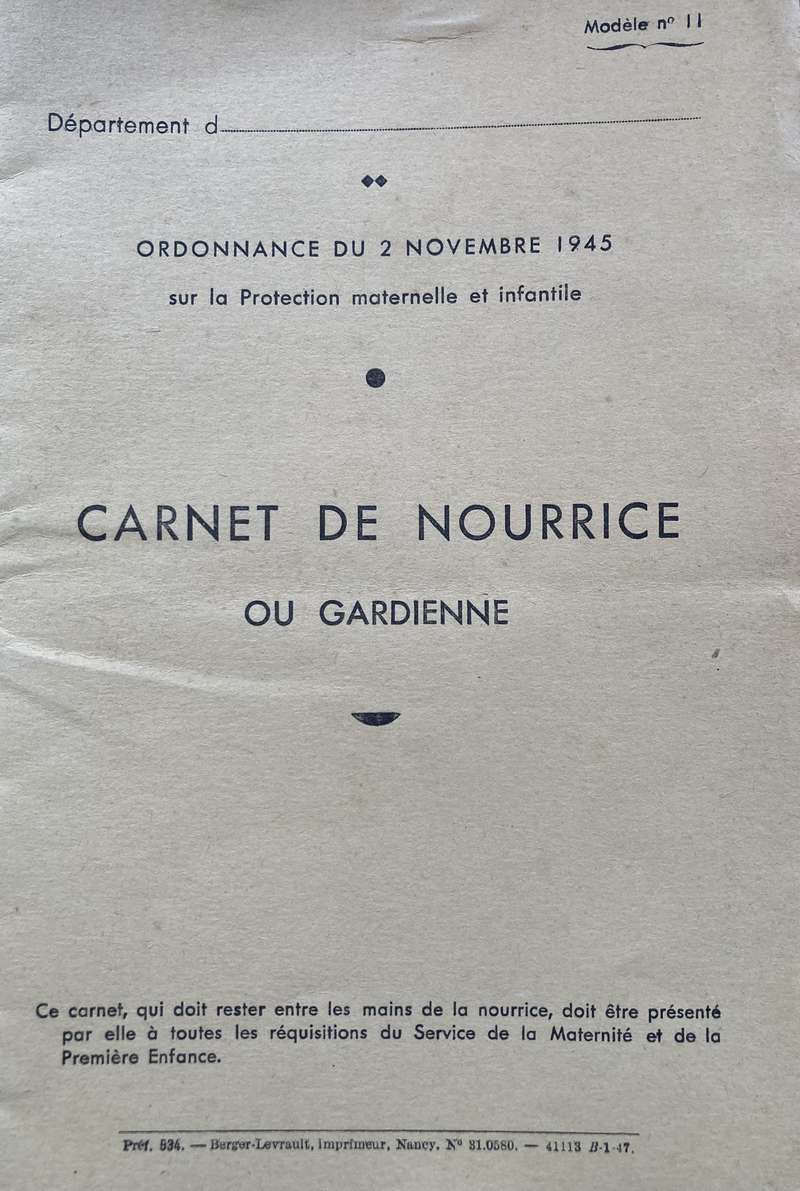 Modèle nº 11
Département d
ORDONNANCE DU 2 NOVEMBRE 1945
sur la Protection maternelle et infantile
CARNET DE NOURRICE
OU GARDIENNE
Ce carnet, qui doit rester entre les mains de la nourrice, doit être présenté
par elle à toutes les réquisitions du Service de la Maternité et de la
Première Enfance.
Préf. 534. — Berger-Levrault, imprimeur, Nancy. Nº 31.0580. — 41113 B-1-47.